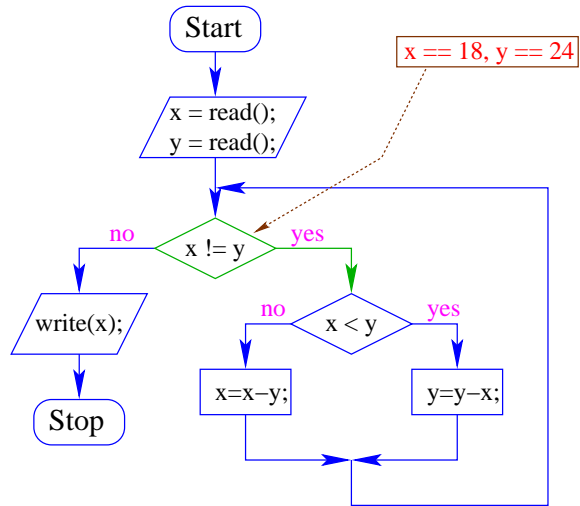 Start
x == 18, y == 24
x = read();
y = read();
no
x != y
yes
write(x);
no
x < y
yes
x=x−y;
y=y−x;
Stop